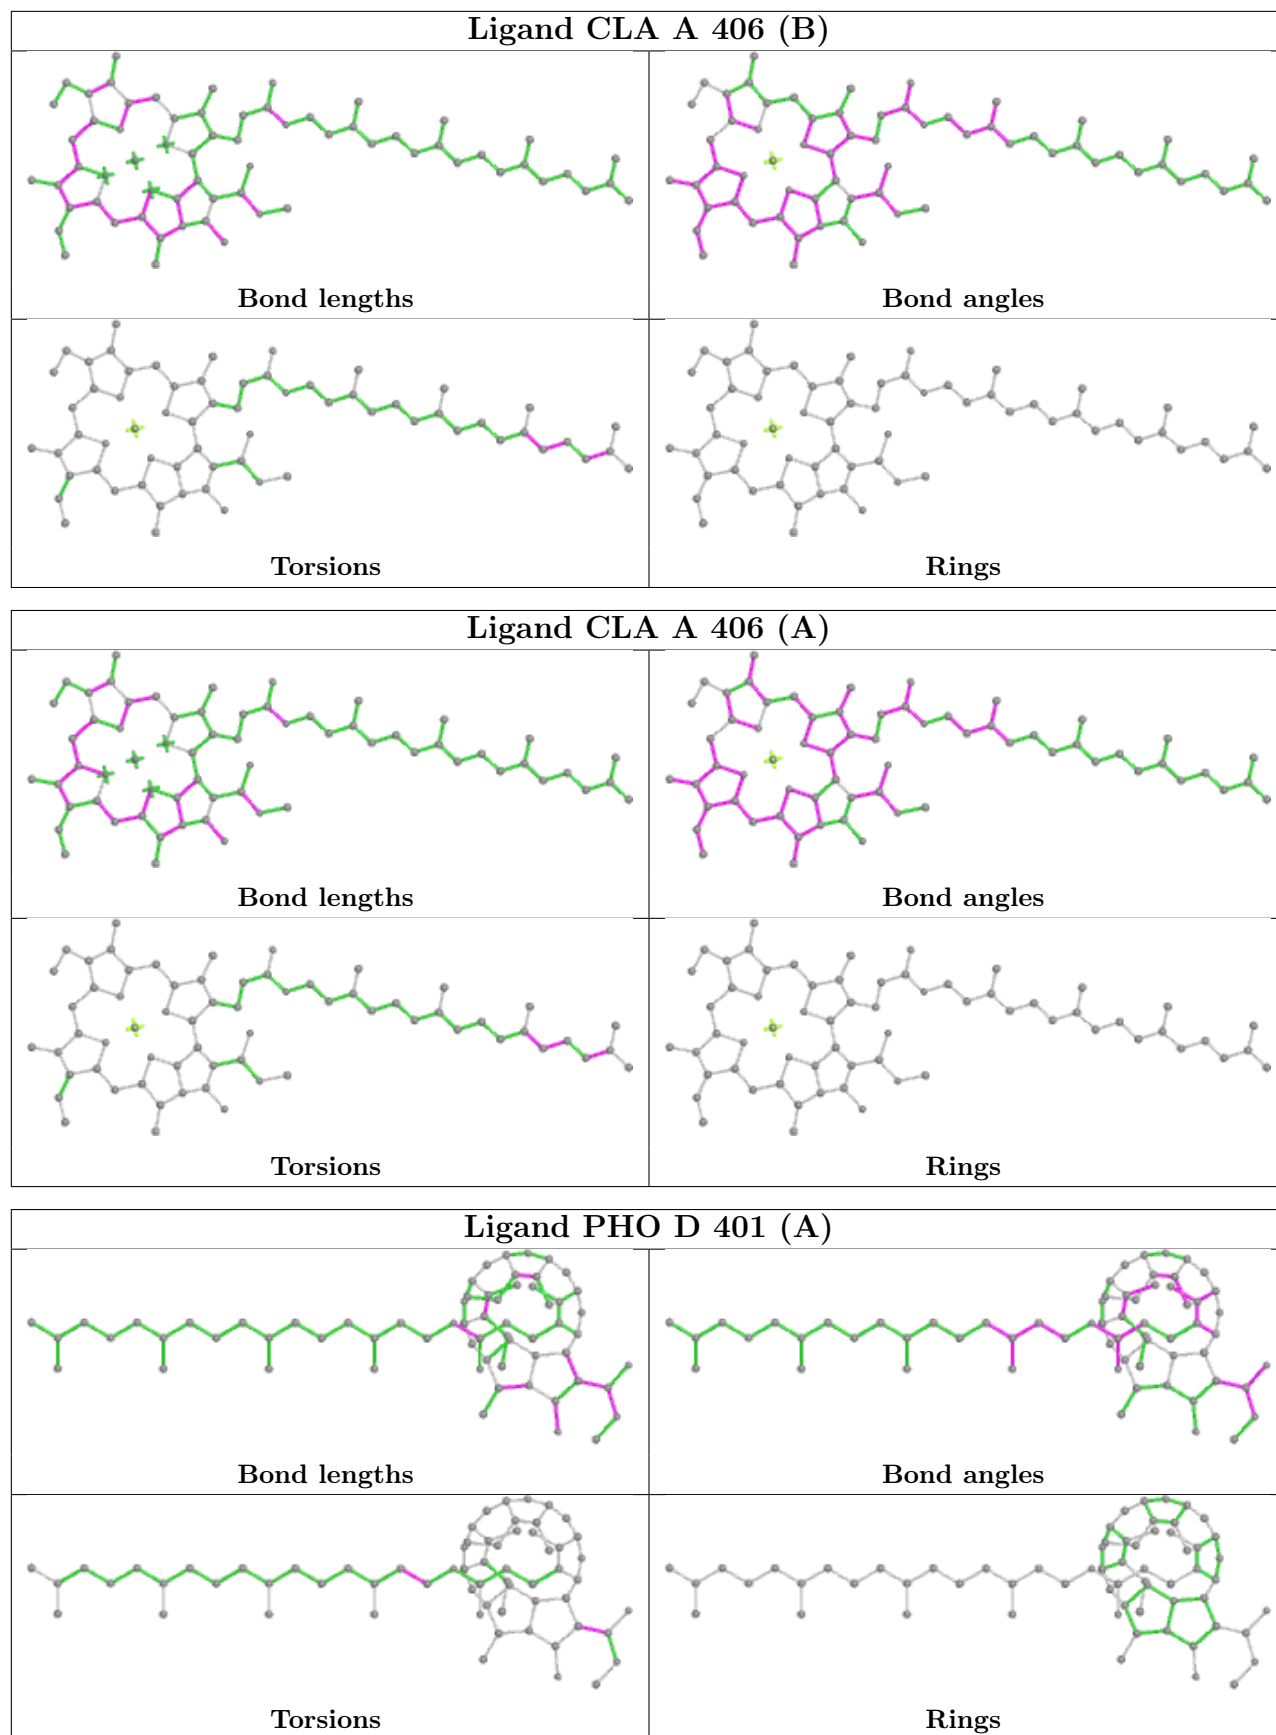 Ligand CLA A 406 (B)
Bond lengths
Bond angles
Torsions
Rings
Ligand CLA A 406 (A)
Bond lengths
Bond angles
Torsions
Rings
Ligand PHO D 401 (A)
Bond lengths
Bond angles
Torsions
Rings